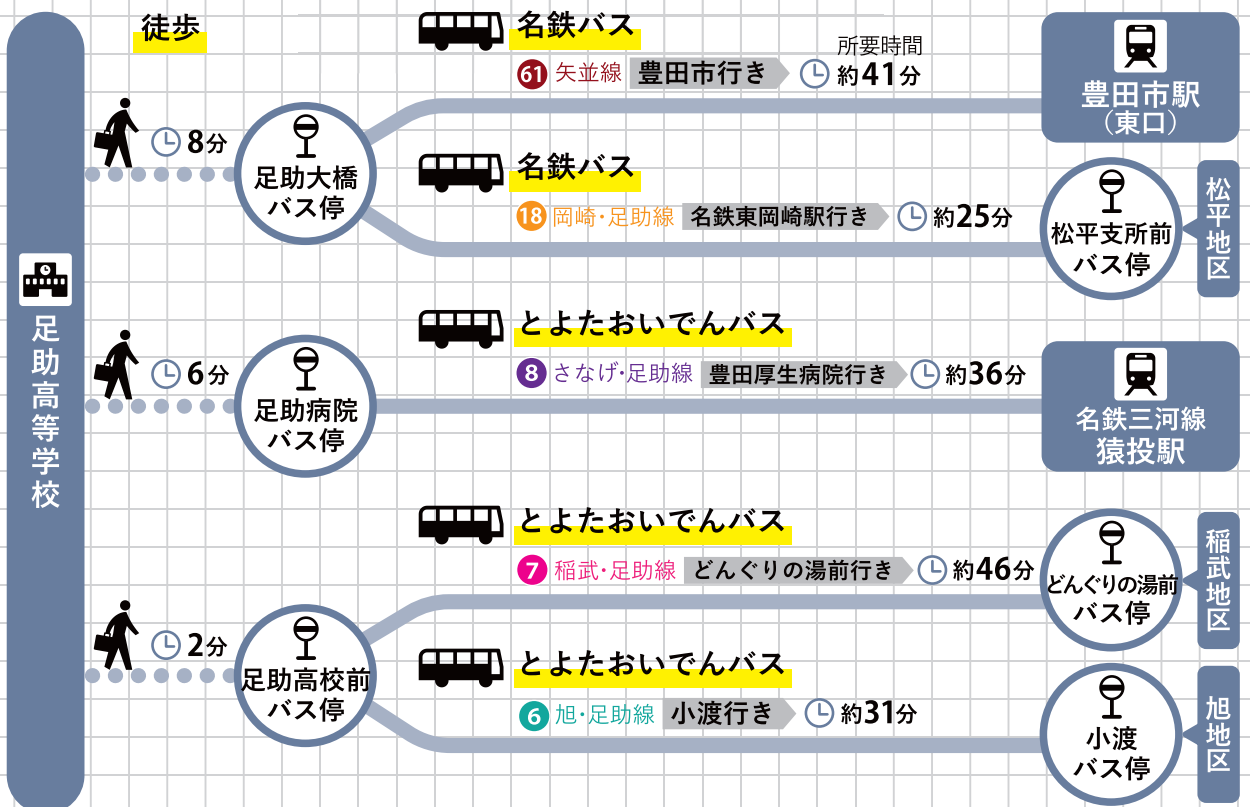 足助高等学校
徒歩
8分
足助大橋
バス停
名鉄バス
61 矢並線 豊田市行き 所要時間
約41分
豊田市駅
（東口）
名鉄バス
18 岡崎・足助線 名鉄東岡崎駅行き 約25分
松平支所前
バス停
松平地区
6分
足助病院
バス停
とよたおいでんバス
8 さなげ・足助線 豊田厚生病院行き 約36分
名鉄三河線
猿投駅
2分
足助高校前
バス停
とよたおいでんバス
7 稲武・足助線 どんぐりの湯前行き 約46分
どんぐりの湯前
バス停
稲武地区
とよたおいでんバス
6 旭・足助線 小渡行き 約31分
小渡
バス停
旭地区